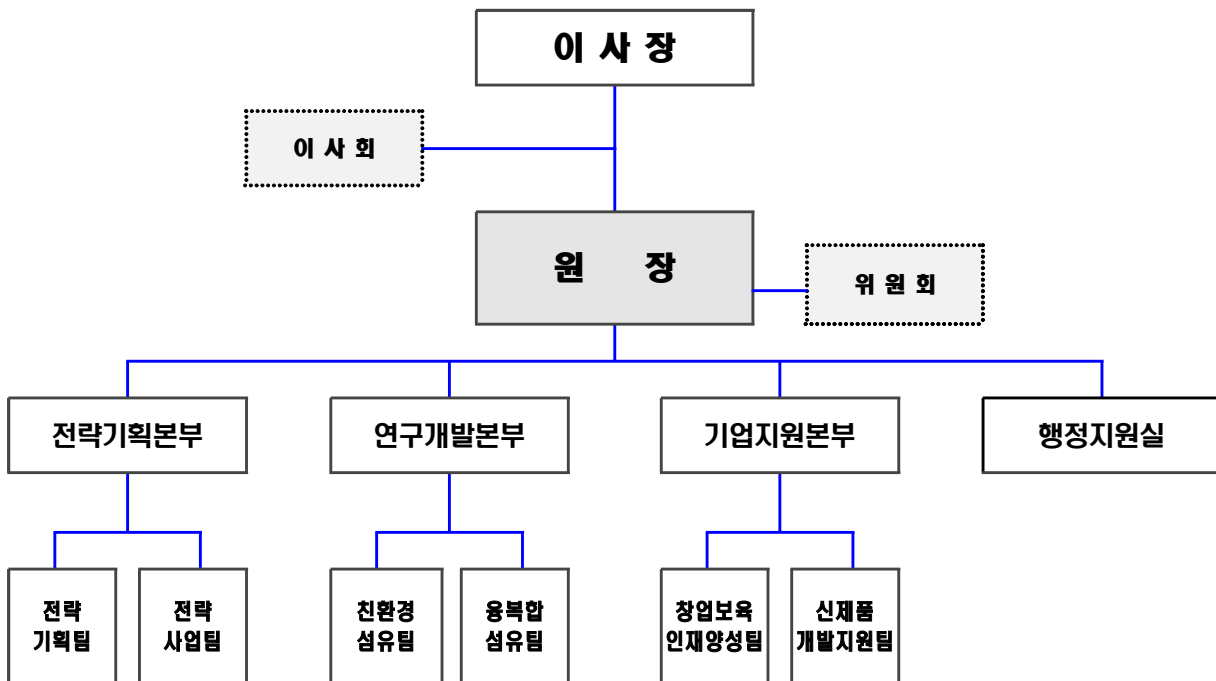 이 사 장
이 사 회
원 장
위 원 회
전략기획본부
연구개발본부
기업지원본부
행정지원실
전략
기획팀
전략
사업팀
친환경
섬유팀
융복합
섬유팀
창업보육
인재양성팀
신제품
개발지원팀